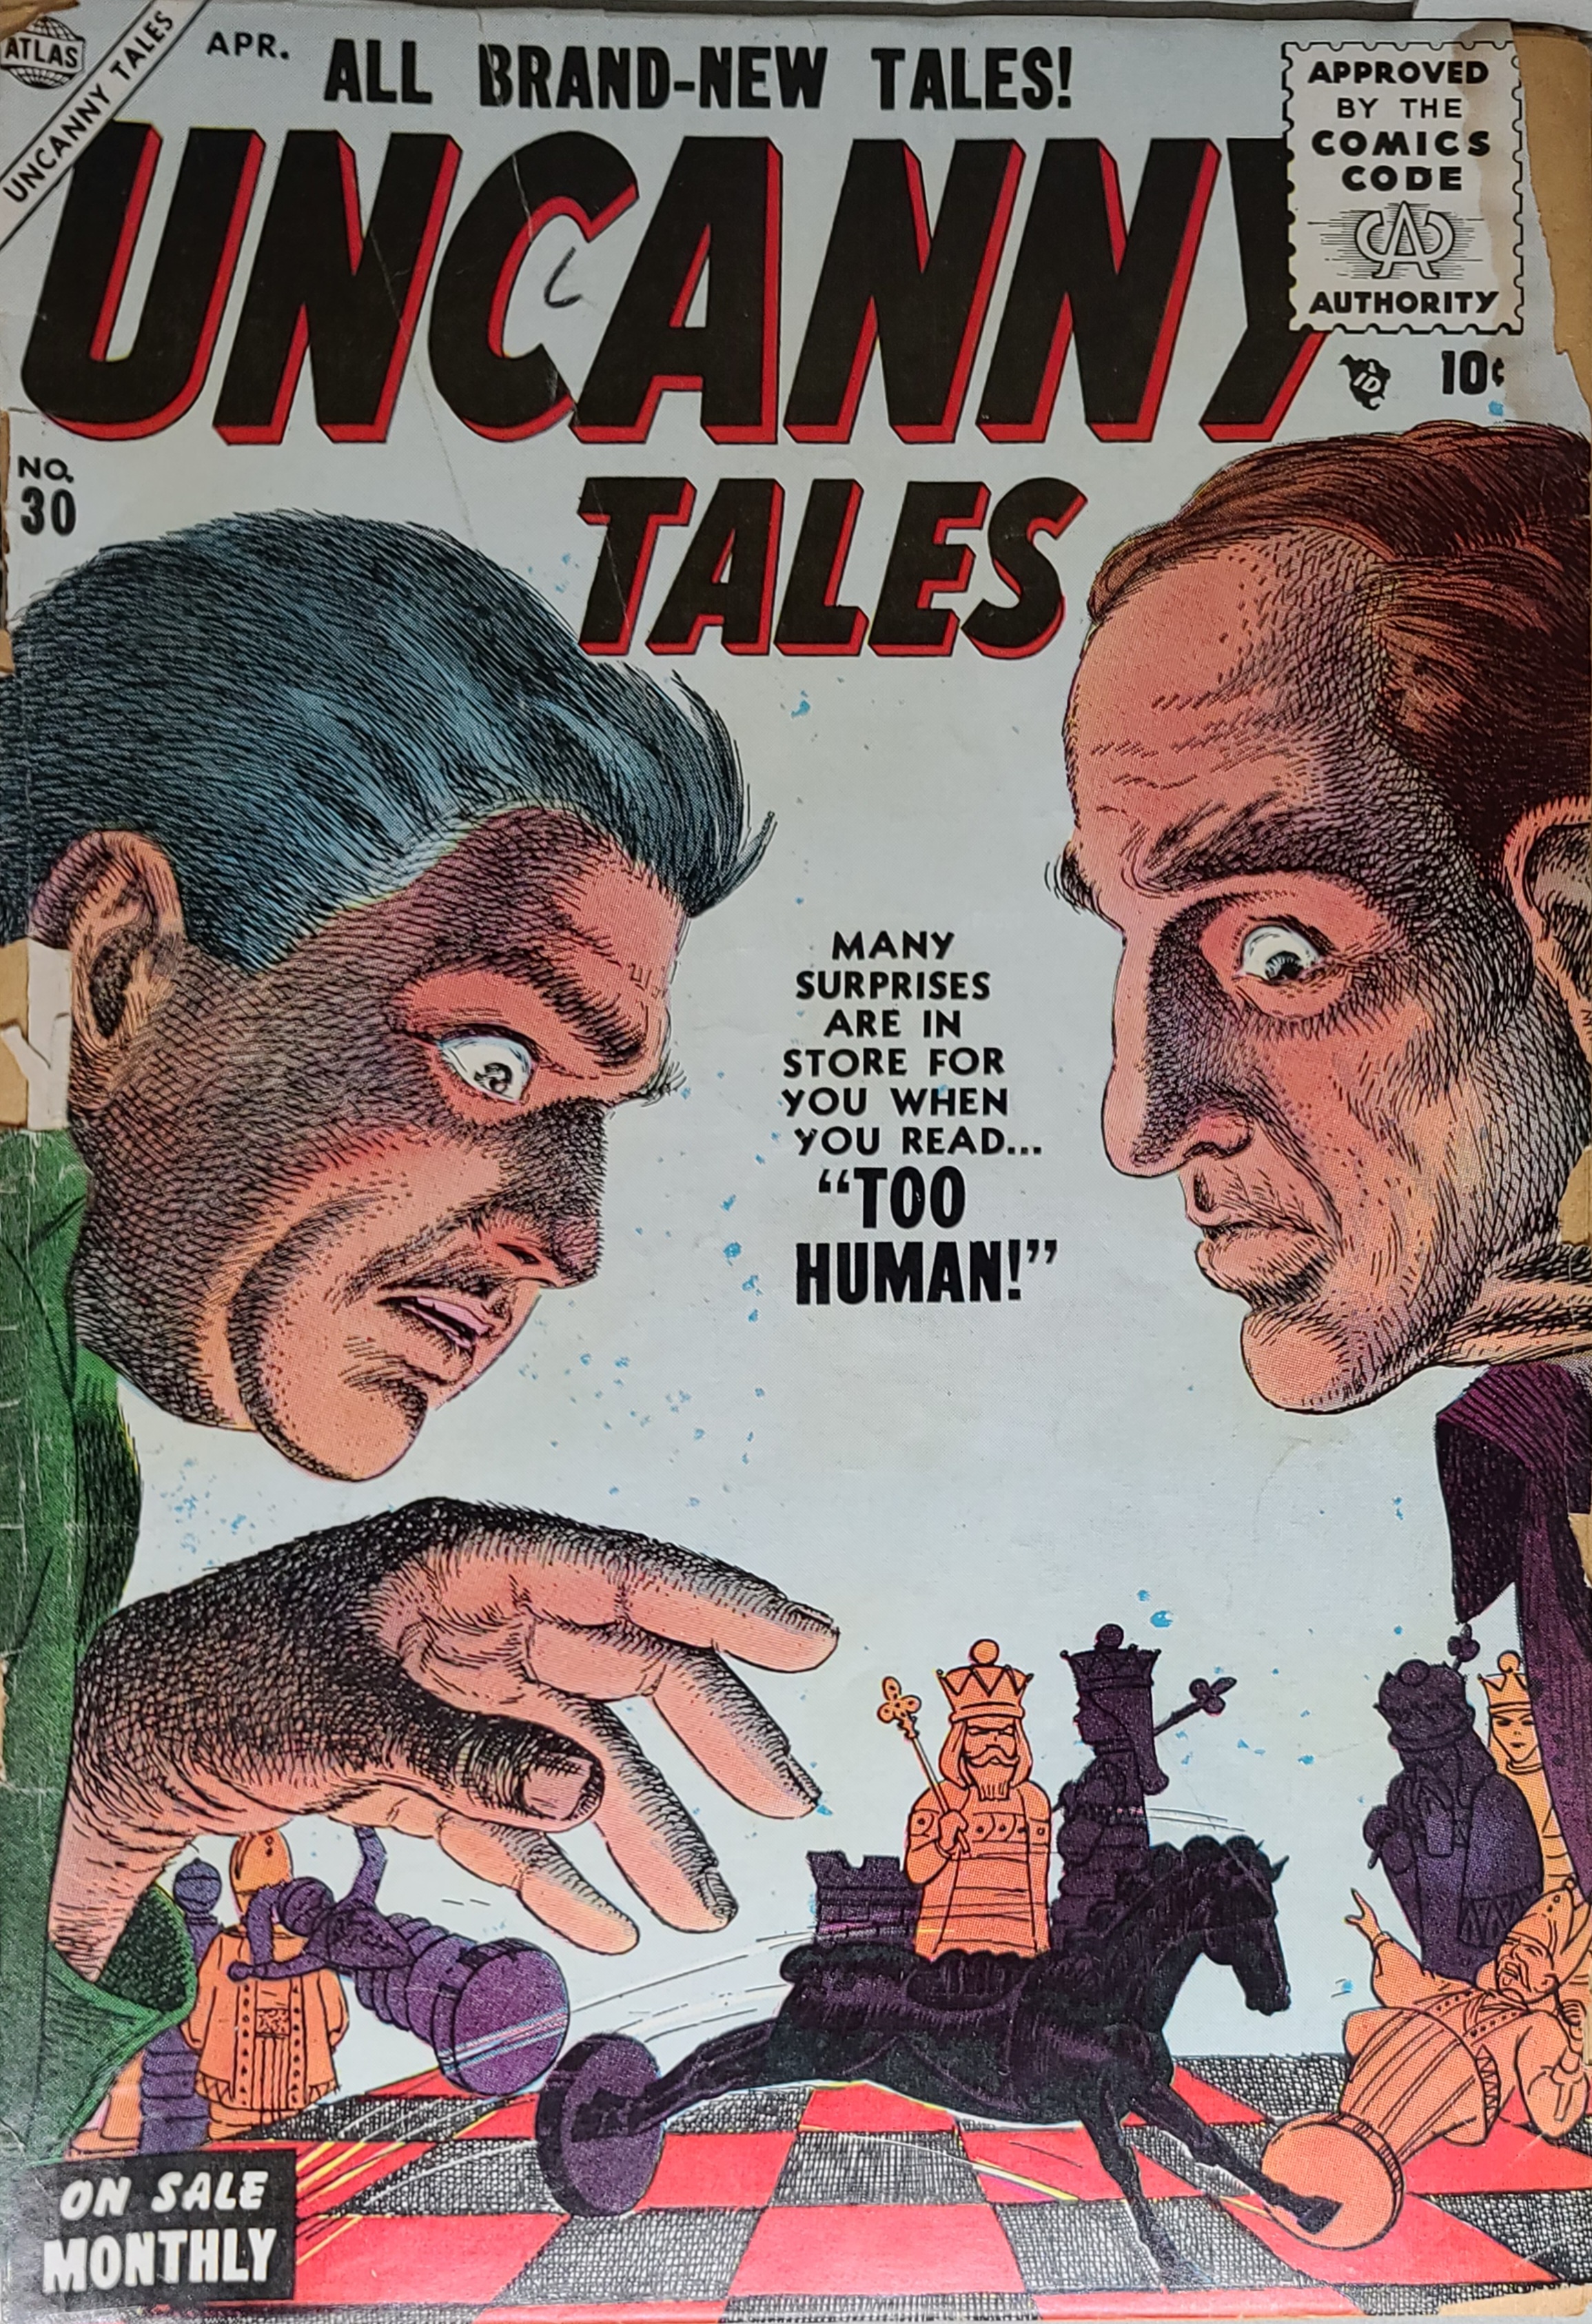 ATLAS
UNCANNY TALES
APR.
ALL BRAND-NEW TALES!
APPROVED
BY THE
COMICS
CODE
CA
AUTHORITY
UNCANNY
TALES
IDC
10¢
NO.
30
MANY
SURPRISES
ARE IN
STORE FOR
YOU WHEN
YOU READ...
“TOO
HUMAN!”
ON SALE
MONTHLY